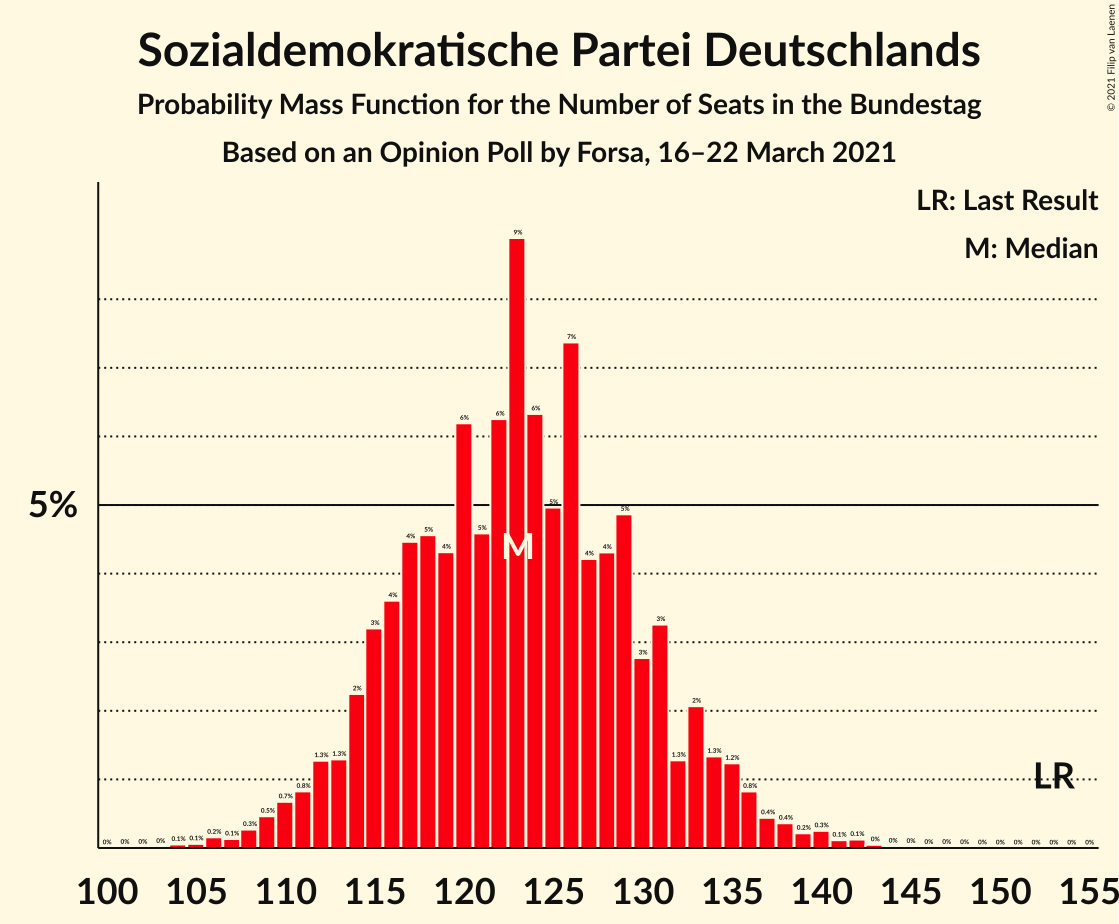 Sozialdemokratische Partei Deutschlands
Probability Mass Function for the Number of Seats in the Bundestag
Based on an Opinion Poll by Forsa, 16–22 March 2021
© 2021 Filip van Laenen
LR: Last Result
M: Median
5%
0% 0% 0% 0% 0.1% 0.1% 0.2% 0.1% 0.3% 0.5% 0.7% 0.8% 1.3% 1.3% 2% 3% 4% 4% 5% 4% 6% 5% 6% 9% 6% 5% 7% 4% 4% 5% 3% 3% 1.3% 2% 1.3% 1.2% 0.8% 0.4% 0.4% 0.2% 0.3% 0.1% 0.1% 0% 0% 0% 0% 0% 0% 0% 0% 0% 0% 0% 0% 0%
M
LR
100 105 110 115 120 125 130 135 140 145 150 155